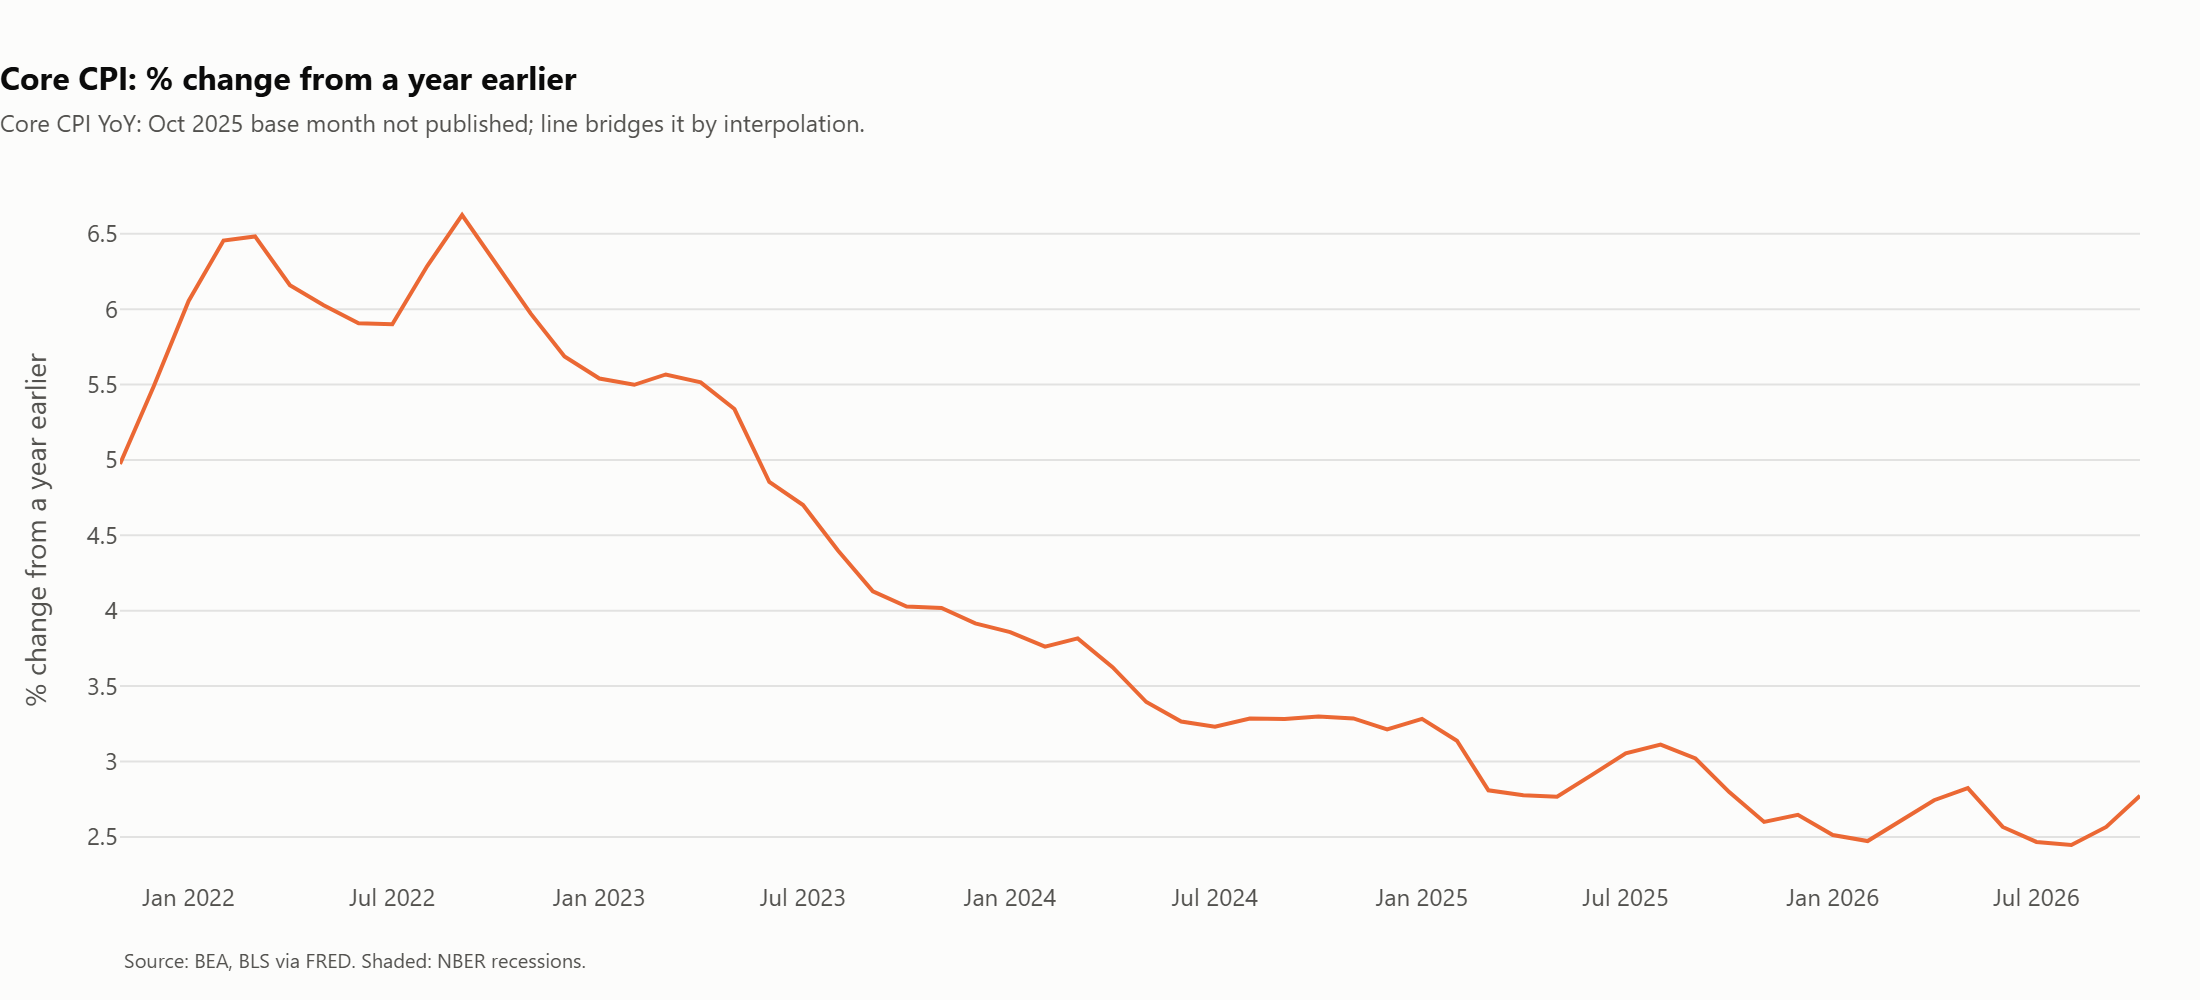 Core CPI: % change from a year earlier
Core CPI YoY: Oct 2025 base month not published; line bridges it by interpolation.
% change from a year earlier
6.5
6
5.5
5
4.5
4
3.5
3
2.5
Jan 2022
Jul 2022
Jan 2023
Jul 2023
Jan 2024
Jul 2024
Jan 2025
Jul 2025
Jan 2026
Jul 2026
Source: BEA, BLS via FRED. Shaded: NBER recessions.